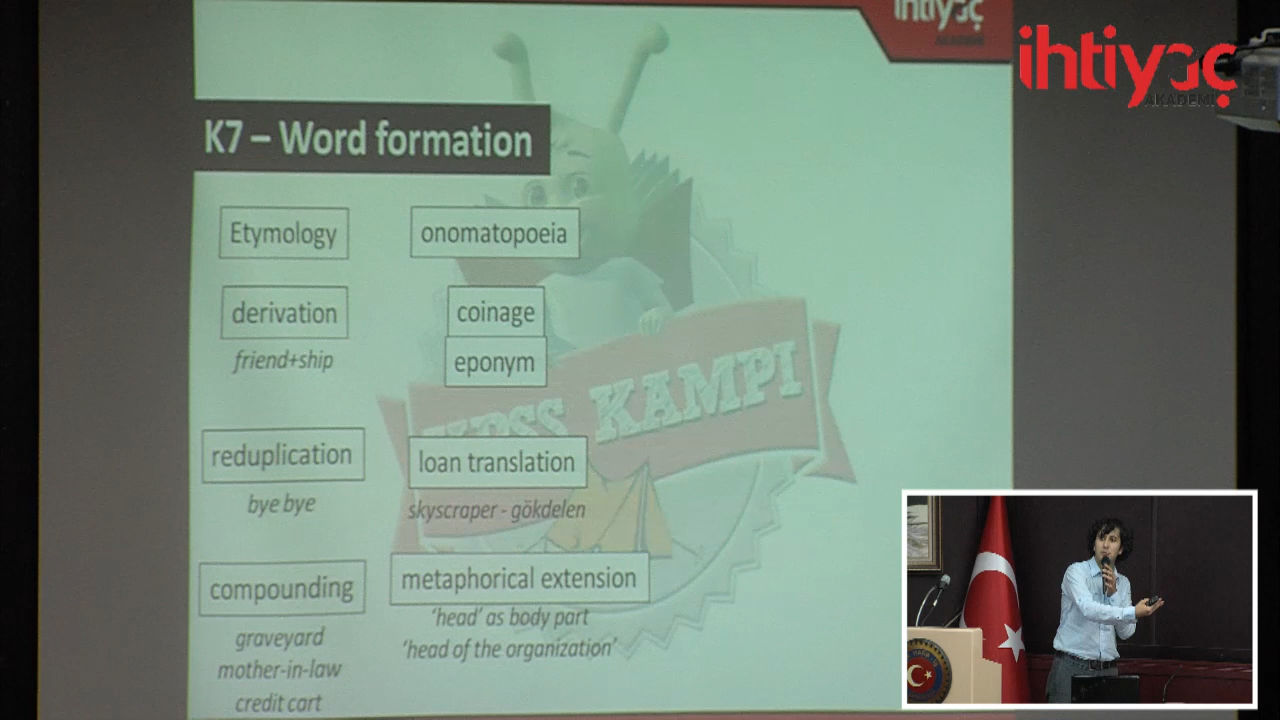 ihtiyaç
AKADEMİ
ihtiyaç
AKADEMİ
K7 – Word formation
Etymology
onomatopoeia
derivation
friend+ship
coinage
eponym
KPSS KAMPI
reduplication
bye bye
loan translation
skyscraper - gökdelen
compounding
graveyard
mother-in-law
credit cart
metaphorical extension
'head' as body part
'head of the organization'